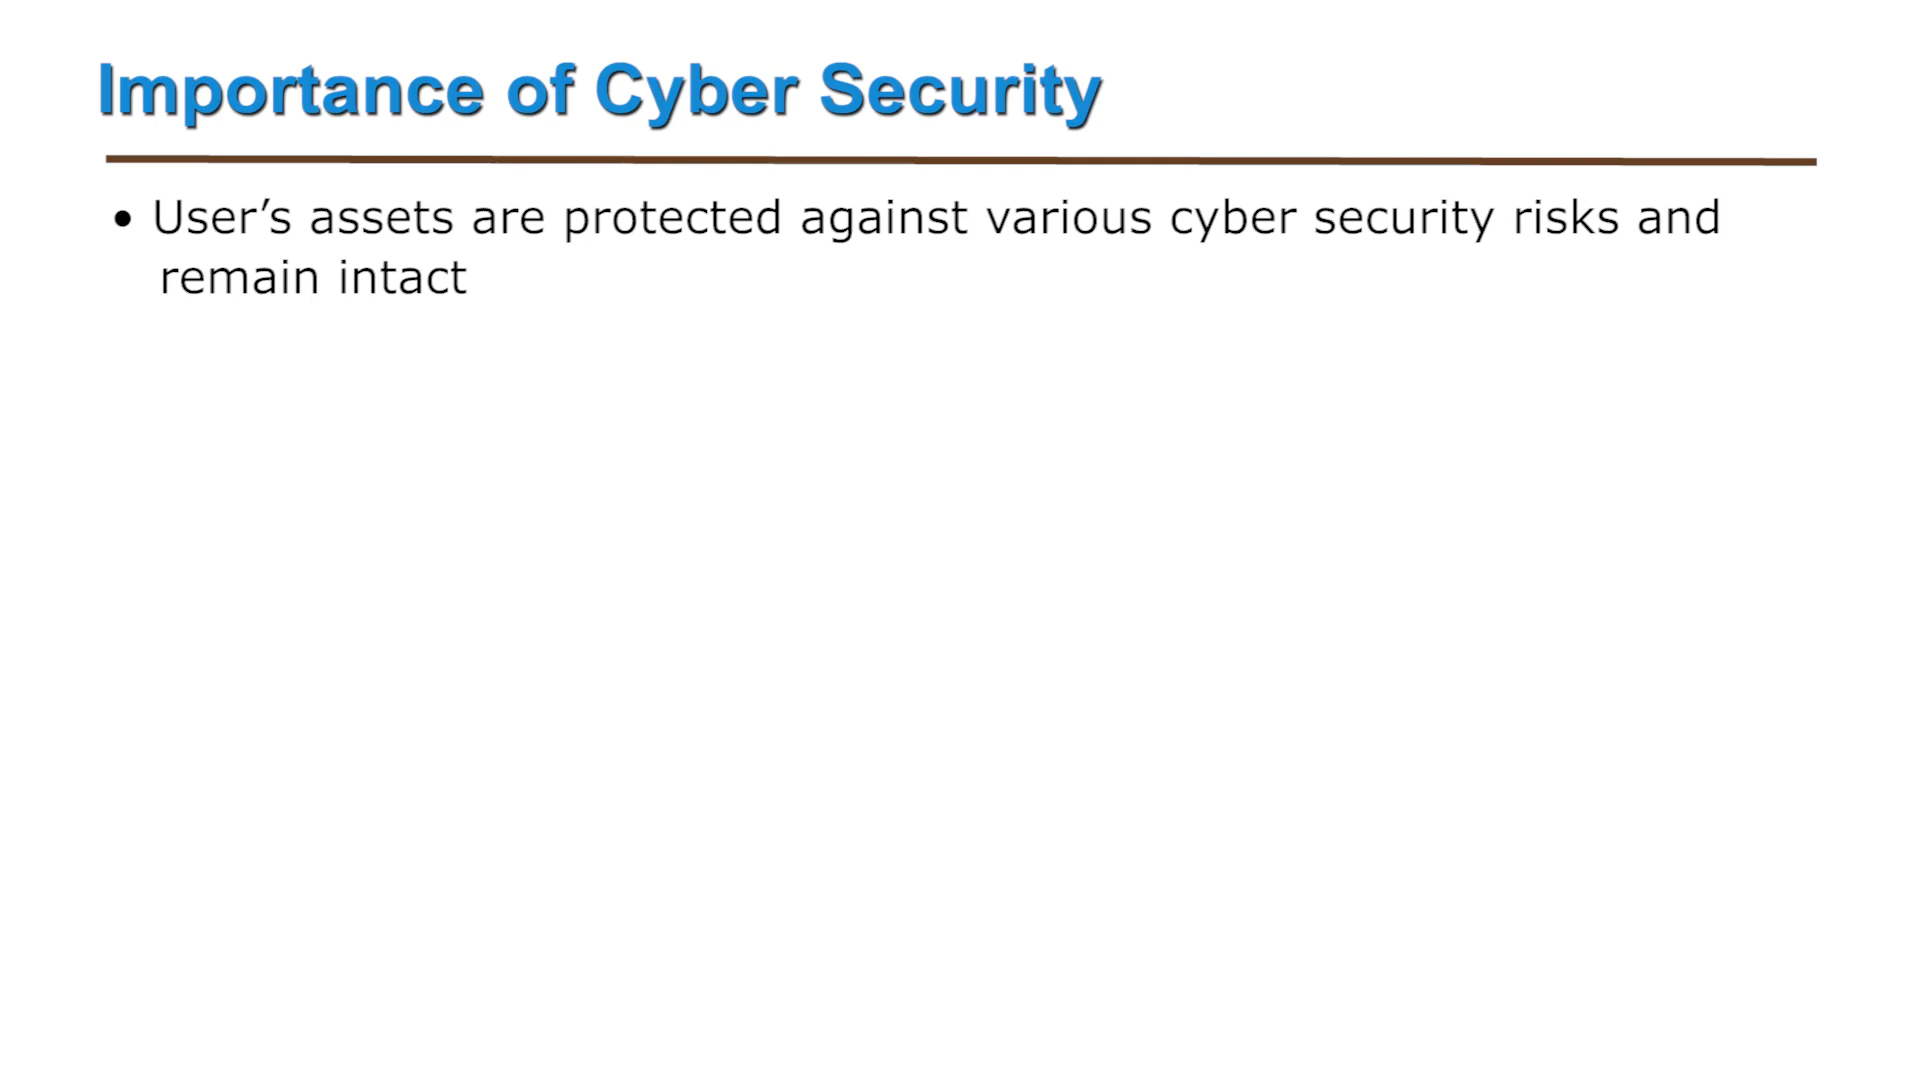 Importance of Cyber Security
• User’s assets are protected against various cyber security risks and
remain intact